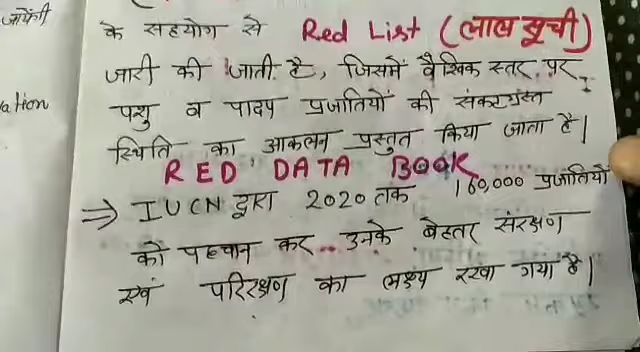 जायेंगी
ation
के सहयोग से Red List (लाल सूची)
जारी की जाती है, जिसमें वैश्विक स्तर पर
पशु व पादप प्रजातियों की संकटग्रस्त
स्थिति का आकलन प्रस्तुत किया जाता है।
RED DATA BOOK
⇒ IUCN द्वारा 2020 तक 160,000 प्रजातियों
को पहचान कर उनके बेहतर संरक्षण
एवं परिरक्षण का लक्ष्य रखा गया है।